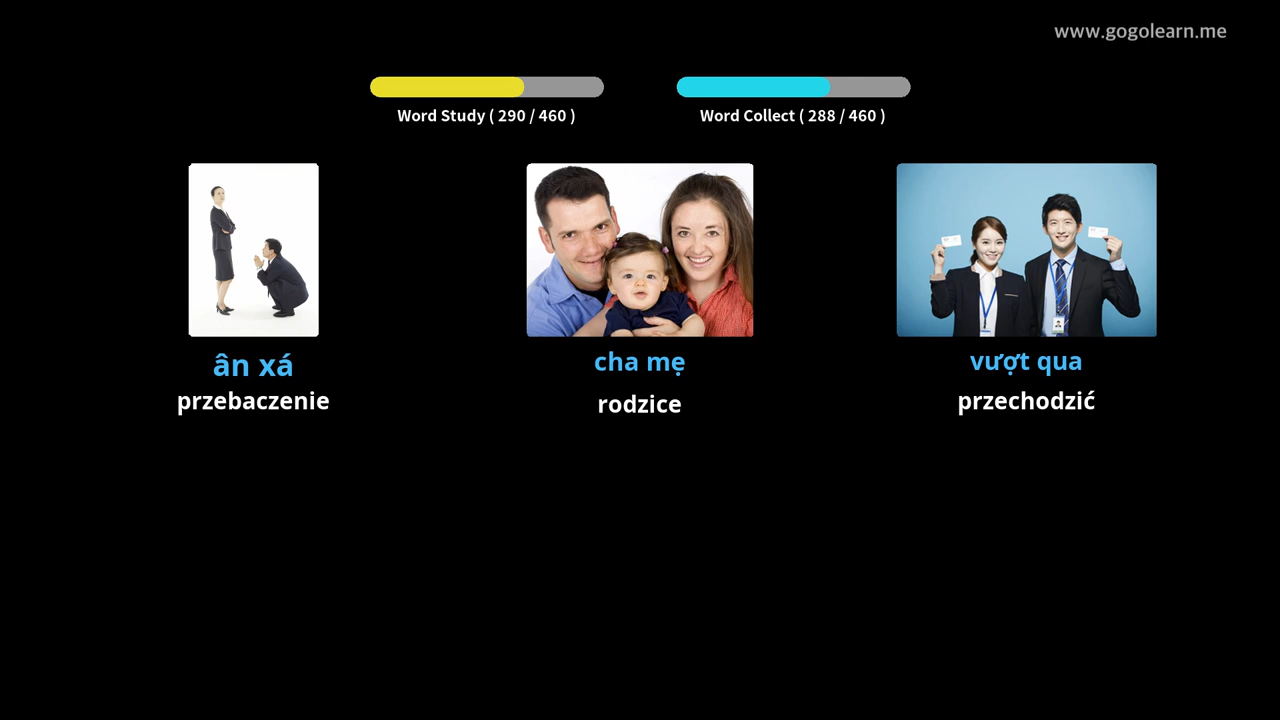 www.gogolearn.me
Word Study ( 290 / 460 )
Word Collect ( 288 / 460 )
ân xá
przebaczenie
cha mẹ
rodzice
vượt qua
przechodzić